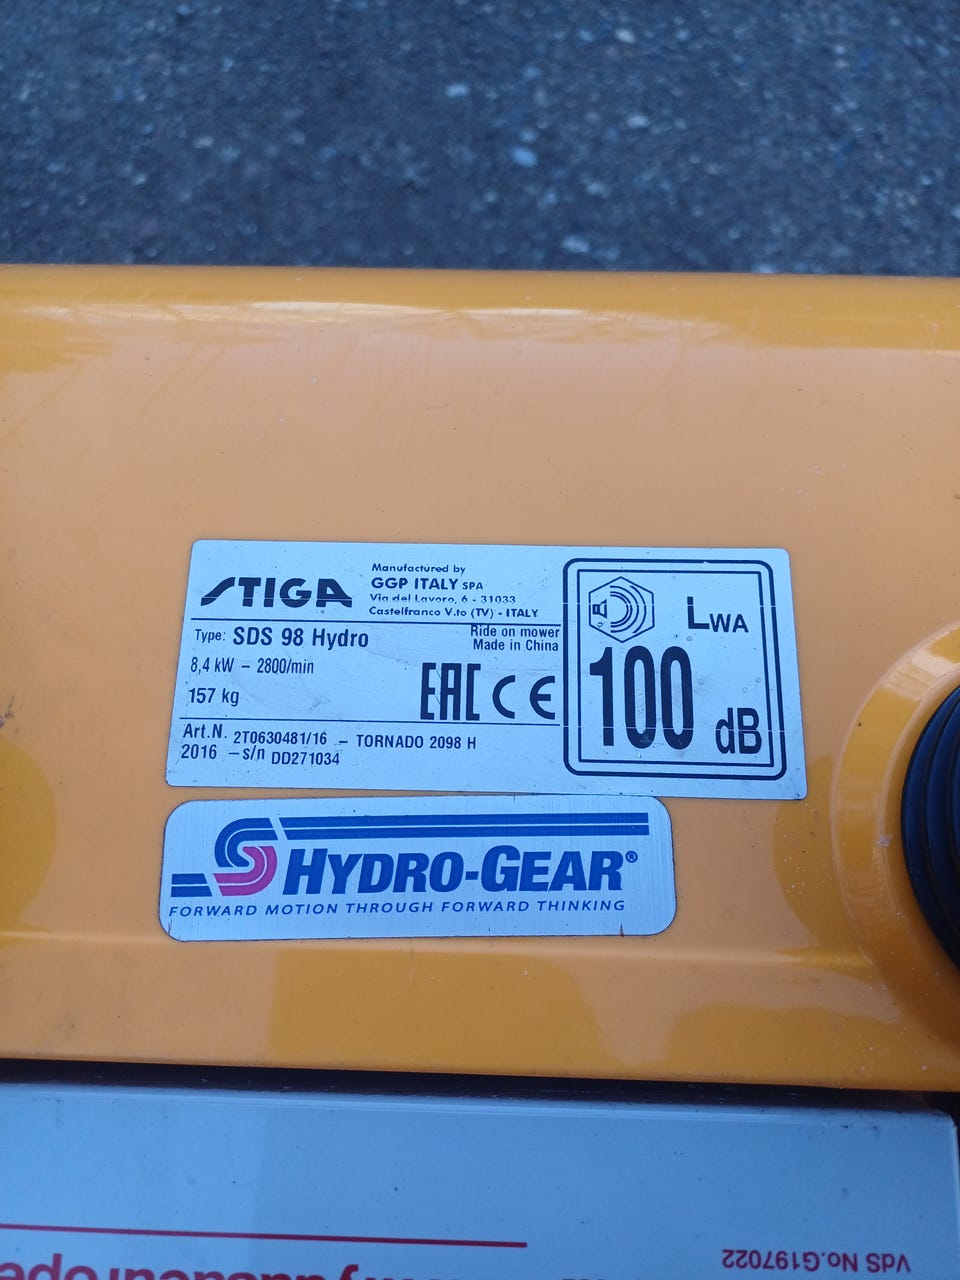 STIGA
Manufactured by
GGP ITALY SPA
Via del Lavoro, 6 - 31033
Castelfranco V.to (TV) - ITALY
Type: SDS 98 Hydro
Ride on mower
Made in China
8,4 kW - 2800/min
157 kg
EAC CE
Art.N. 2T0630481/16 - TORNADO 2098 H
2016 - s/n DD271034
LWA
100 dB
HYDRO-GEAR®
FORWARD MOTION THROUGH FORWARD THINKING
VdS No.G197022